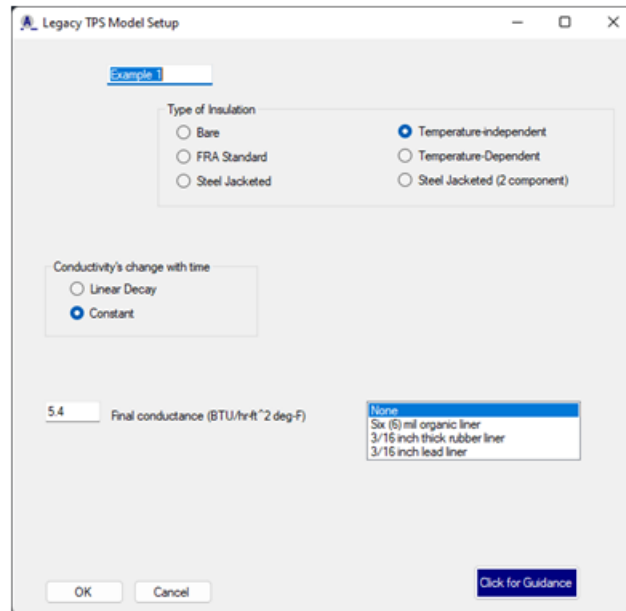 Legacy TPS Model Setup
Example 1
Type of Insulation
Bare
Temperature-independent
FRA Standard
Temperature-Dependent
Steel Jacketed
Steel Jacketed (2 component)
Conductivity's change with time
Linear Decay
Constant
5.4 Final conductance (BTU/hr-ft^2 deg-F)
None
Six (6) mil organic liner
3/16 inch thick rubber liner
3/16 inch lead liner
Click for Guidance
OK Cancel